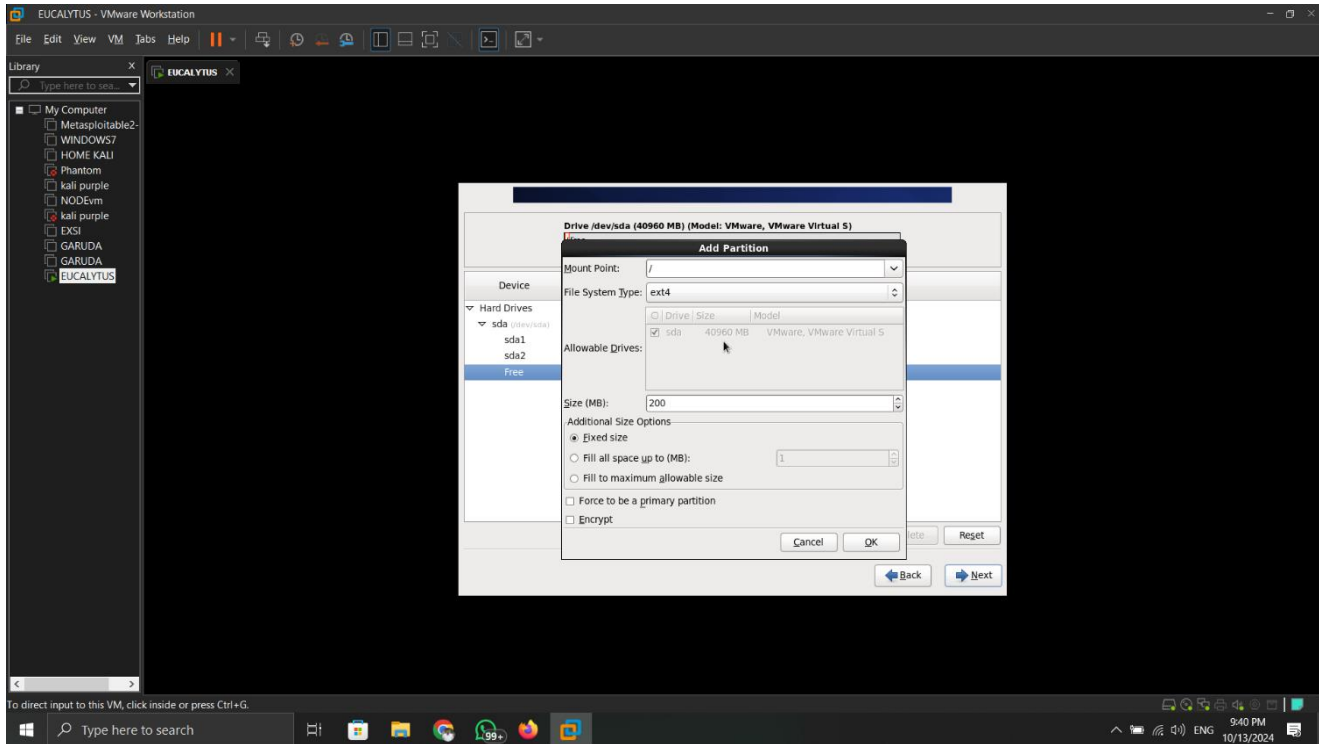 EUCALYTUS - VMware Workstation
File Edit View VM Tabs Help
Library X
Type here to sea...
EUCALYTUS
My Computer
Metasploitable2-
WINDOWS7
HOME KALI
Phantom
kali purple
NODEvm
kali purple
EXSI
GARUDA
GARUDA
EUCALYTUS
Drive /dev/sda (40960 MB) (Model: VMware, VMware Virtual S)
Device
Hard Drives
sda (/dev/sda)
sda1
sda2
Free
Add Partition
Mount Point: /
File System Type: ext4
Drive Size Model
sda 40960 MB VMware, VMware Virtual S
Allowable Drives:
Size (MB): 200
Additional Size Options
Fixed size
Fill all space up to (MB): 1
Fill to maximum allowable size
Force to be a primary partition
Encrypt
Cancel OK
Reset
Back Next
To direct input to this VM, click inside or press Ctrl+G.
Type here to search
99+
ENG
9:40 PM
10/13/2024